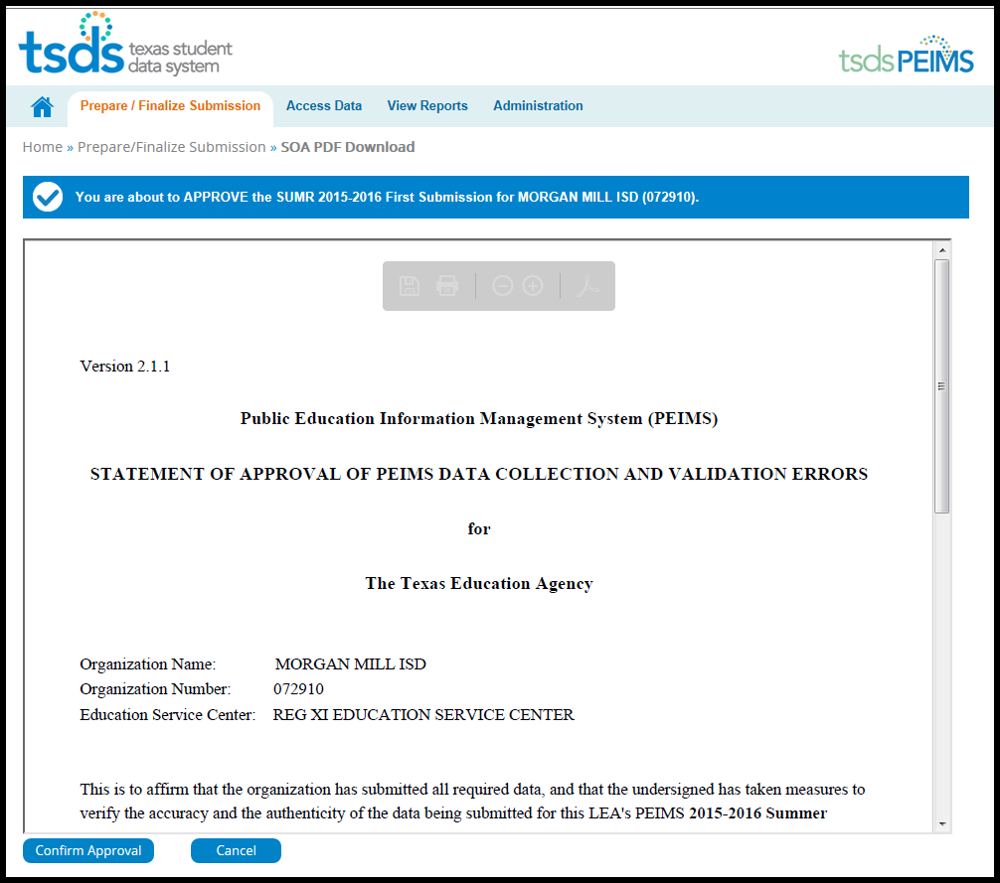 tsds texas student
data system
tsds PEIMS
Prepare / Finalize Submission Access Data View Reports Administration
Home » Prepare/Finalize Submission » SOA PDF Download
You are about to APPROVE the SUMR 2015-2016 First Submission for MORGAN MILL ISD (072910).
Version 2.1.1
Public Education Information Management System (PEIMS)
STATEMENT OF APPROVAL OF PEIMS DATA COLLECTION AND VALIDATION ERRORS
for
The Texas Education Agency
Organization Name: MORGAN MILL ISD
Organization Number: 072910
Education Service Center: REG XI EDUCATION SERVICE CENTER
This is to affirm that the organization has submitted all required data, and that the undersigned has taken measures to
verify the accuracy and the authenticity of the data being submitted for this LEA's PEIMS 2015-2016 Summer
Confirm Approval Cancel